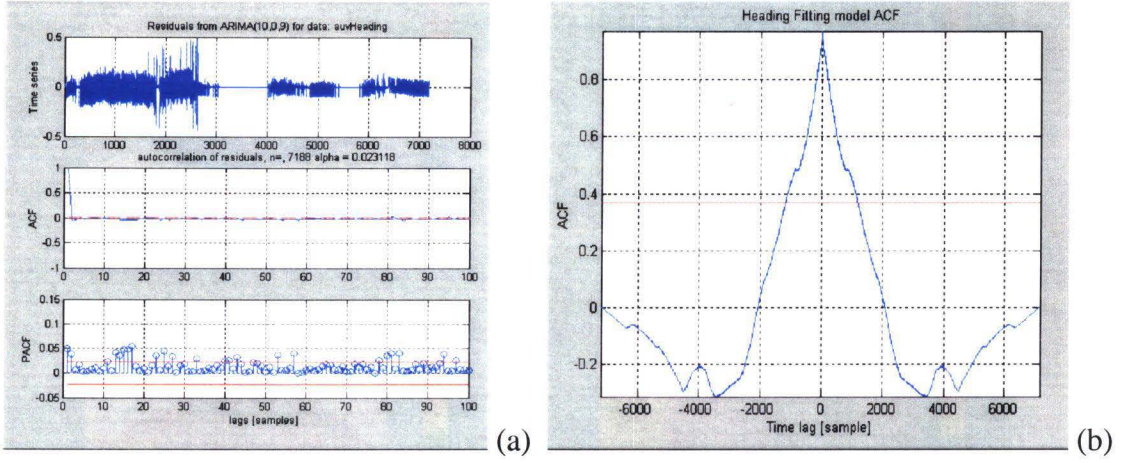 Residuals from ARIMA(10,0,9) for data: auvHeading
Time series
0.5
0
-0.5
0 1000 2000 3000 4000 5000 6000 7000 8000
autocorrelation of residuals, n=, 7188 alpha = 0.023118
ACF
1
0.5
0
-0.5
-1
0 10 20 30 40 50 60 70 80 90 100
PACF
0.15
0.1
0.05
0
-0.05
0 10 20 30 40 50 60 70 80 90 100
lags [samples]
(a)
Heading Fitting model ACF
ACF
0.8
0.6
0.4
0.2
0
-0.2
-6000 -4000 -2000 0 2000 4000 6000
Time lag [sample]
(b)